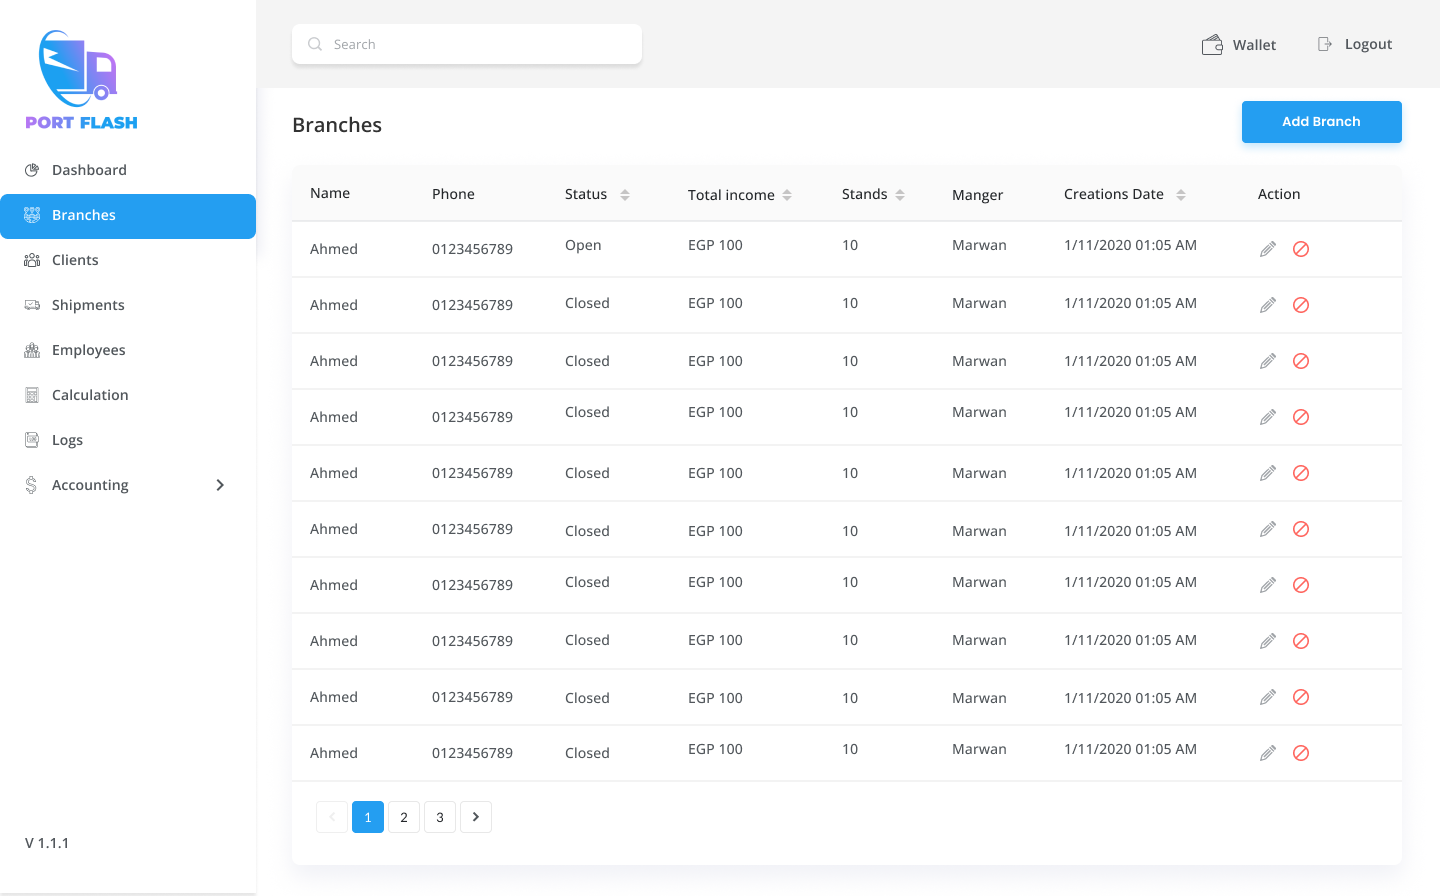 PORT FLASH
Search
Wallet
Logout
Dashboard
Branches
Clients
Shipments
Employees
Calculation
Logs
Accounting
V 1.1.1
Branches
Add Branch
Name Phone Status Total income Stands Manger Creations Date Action
Ahmed 0123456789 Open EGP 100 10 Marwan 1/11/2020 01:05 AM
Ahmed 0123456789 Closed EGP 100 10 Marwan 1/11/2020 01:05 AM
Ahmed 0123456789 Closed EGP 100 10 Marwan 1/11/2020 01:05 AM
Ahmed 0123456789 Closed EGP 100 10 Marwan 1/11/2020 01:05 AM
Ahmed 0123456789 Closed EGP 100 10 Marwan 1/11/2020 01:05 AM
Ahmed 0123456789 Closed EGP 100 10 Marwan 1/11/2020 01:05 AM
Ahmed 0123456789 Closed EGP 100 10 Marwan 1/11/2020 01:05 AM
Ahmed 0123456789 Closed EGP 100 10 Marwan 1/11/2020 01:05 AM
Ahmed 0123456789 Closed EGP 100 10 Marwan 1/11/2020 01:05 AM
Ahmed 0123456789 Closed EGP 100 10 Marwan 1/11/2020 01:05 AM
1 2 3